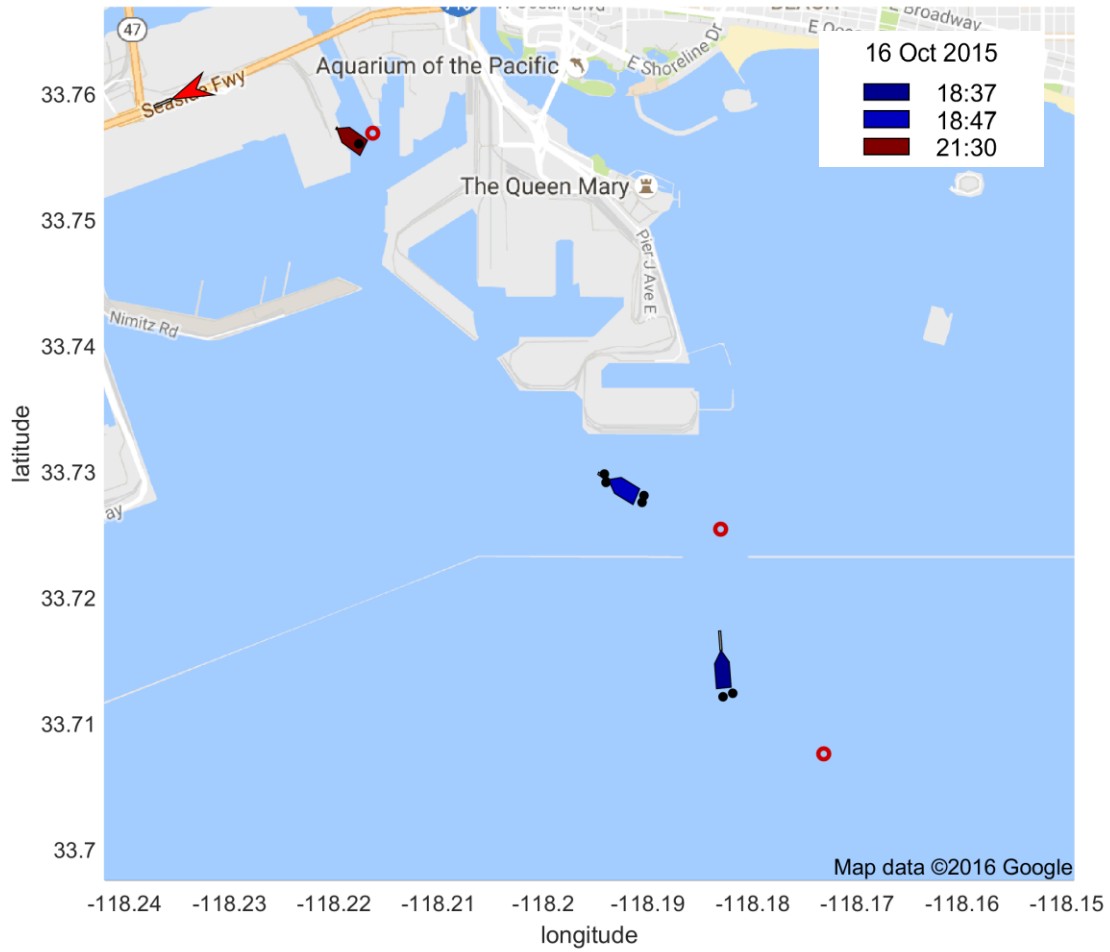 47
E Broadway
E Shoreline Dr
Aquarium of the Pacific
Seaside Fwy
The Queen Mary
Pier J Ave E
Nimitz Rd
16 Oct 2015
18:37
18:47
21:30
33.76
33.75
33.74
33.73
33.72
33.71
33.7
latitude
Map data ©2016 Google
-118.24
-118.23
-118.22
-118.21
-118.2
-118.19
-118.18
-118.17
-118.16
-118.15
longitude